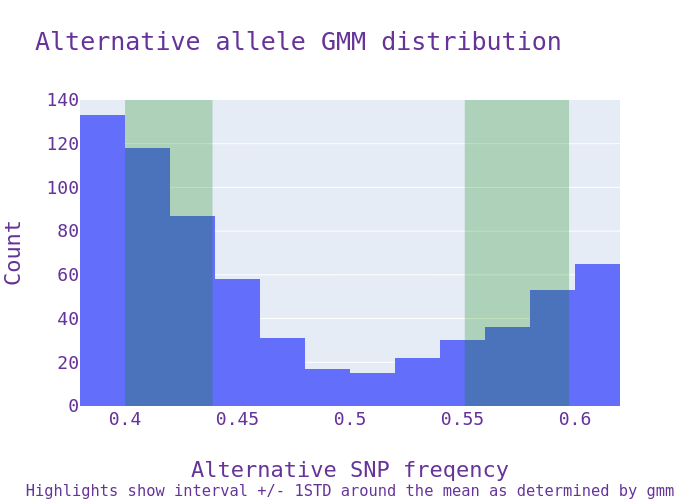 Alternative allele GMM distribution
140
120
100
80
60
40
20
0
Count
0.4 0.45 0.5 0.55 0.6
Alternative SNP freqency
Highlights show interval +/- 1STD around the mean as determined by gmm